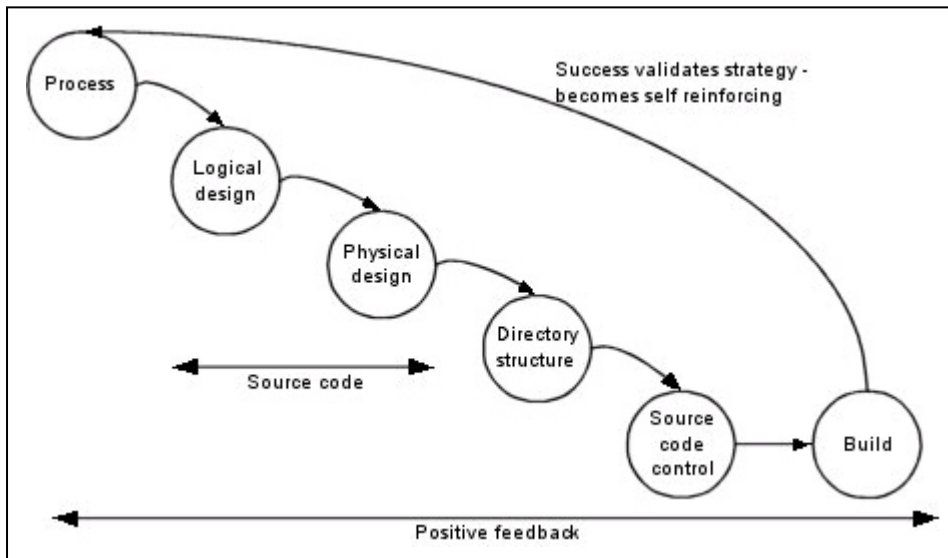 Process
Success validates strategy -
becomes self reinforcing
Logical
design
Physical
design
Directory
structure
Source code
Source
code
control
Build
Positive feedback